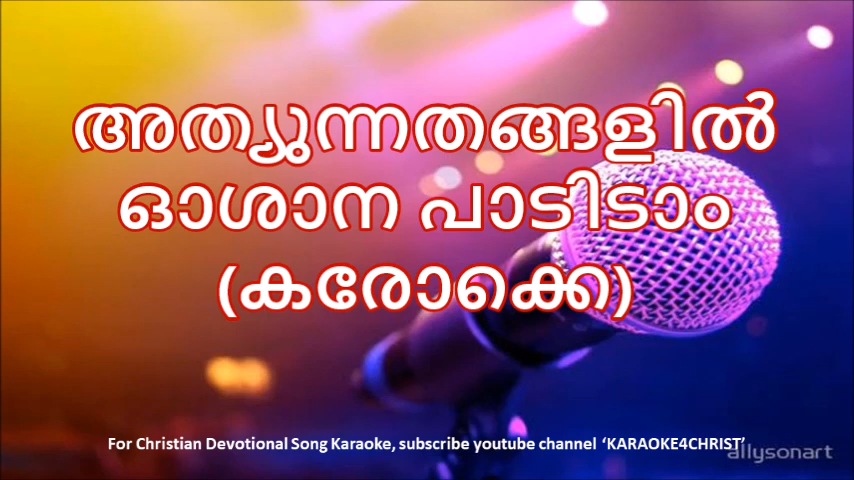 അത്യുന്നതങ്ങളിൽ
ഓശാന പാടിടാം
(കരോക്കെ)
For Christian Devotional Song Karaoke, subscribe youtube channel ‘KARAOKE4CHRIST’
allysonart